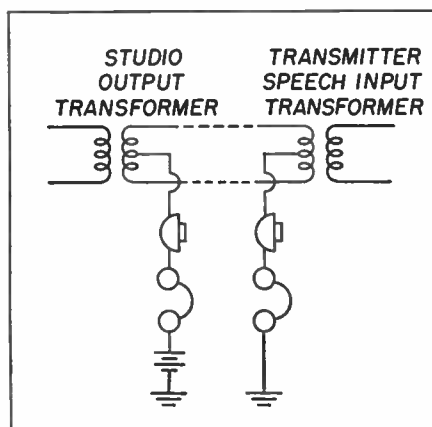 STUDIO
OUTPUT
TRANSFORMER
TRANSMITTER
SPEECH INPUT
TRANSFORMER